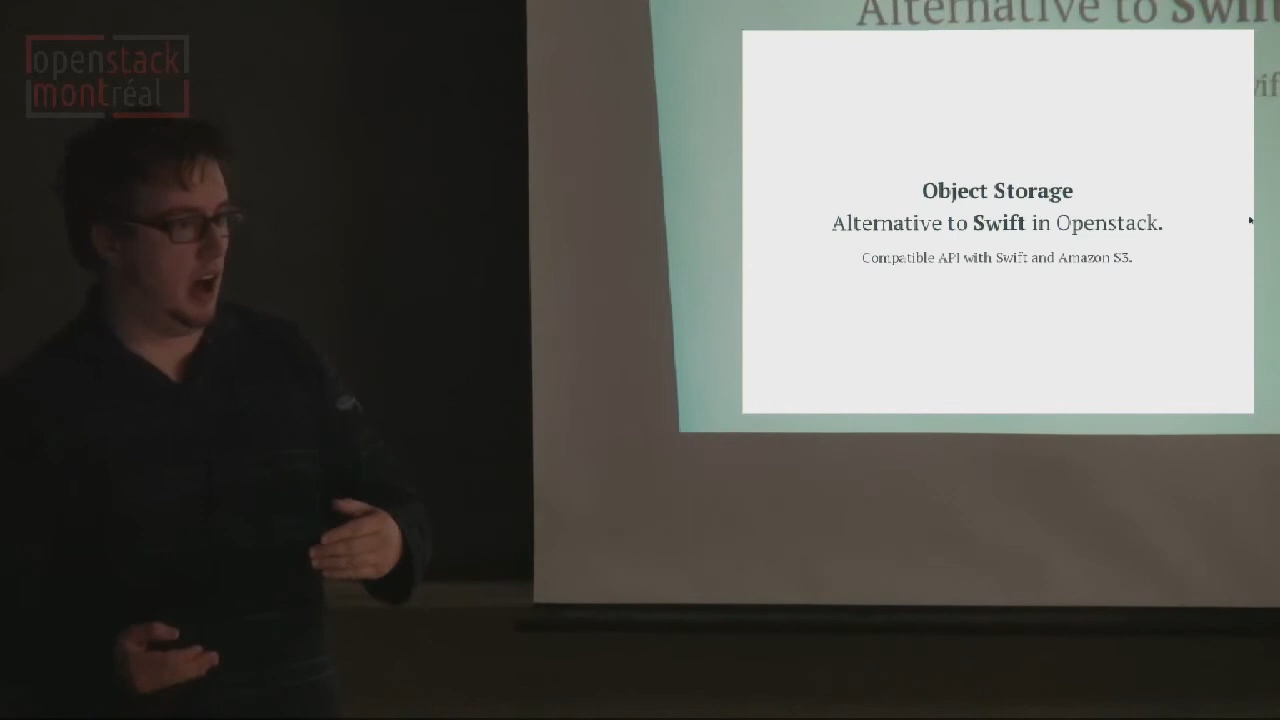 openstack
montréal
Alternative to Swift
Object Storage
Alternative to Swift in Openstack.
Compatible API with Swift and Amazon S3.